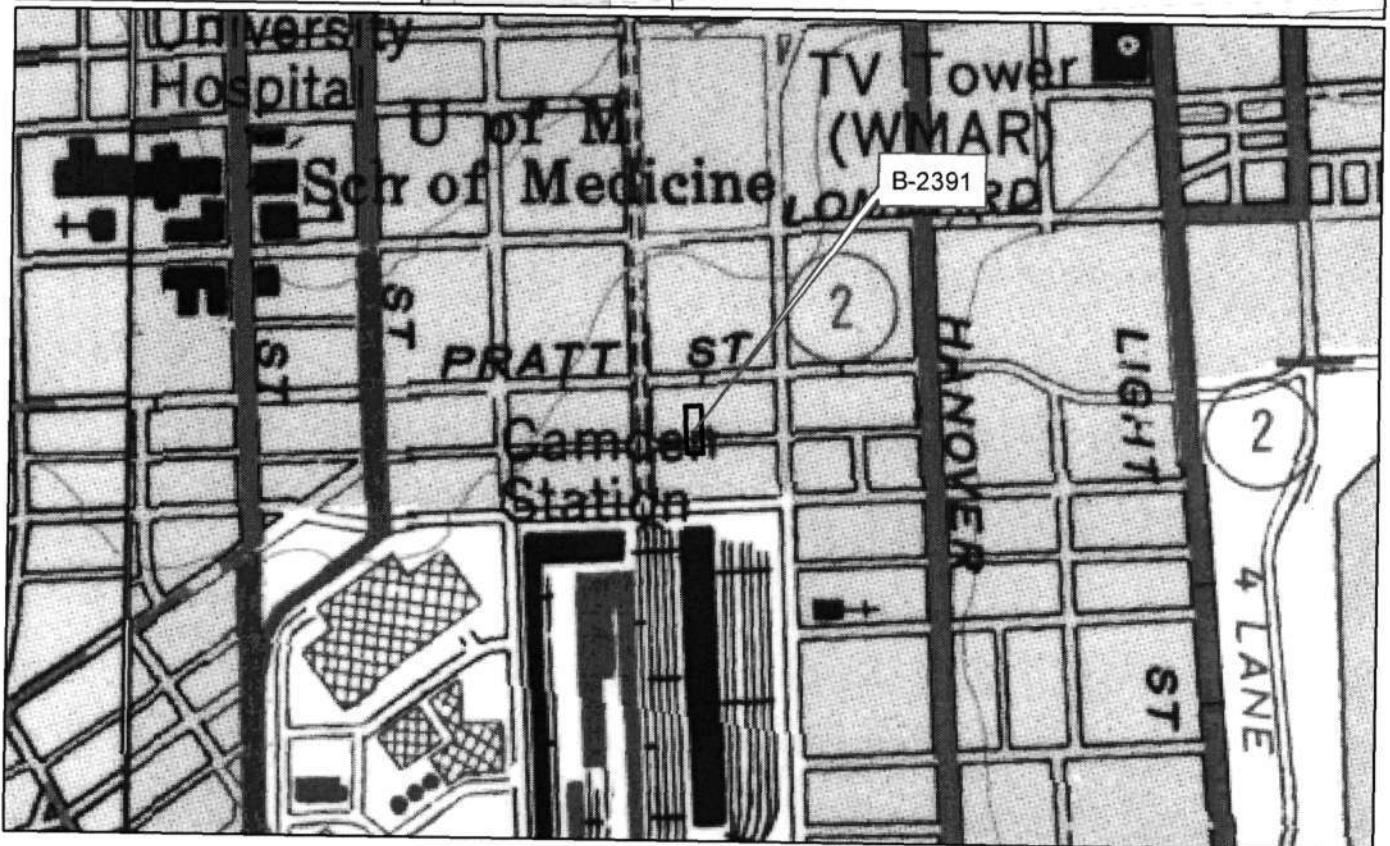 University
Hospital
U of M
Sch of Medicine
TV Tower
(WMAR)
B-2391
LOMBARD
2
ST
ST
PRATT ST
HANOVER
LIGHT
ST
2
Camden
Station
4 LANE